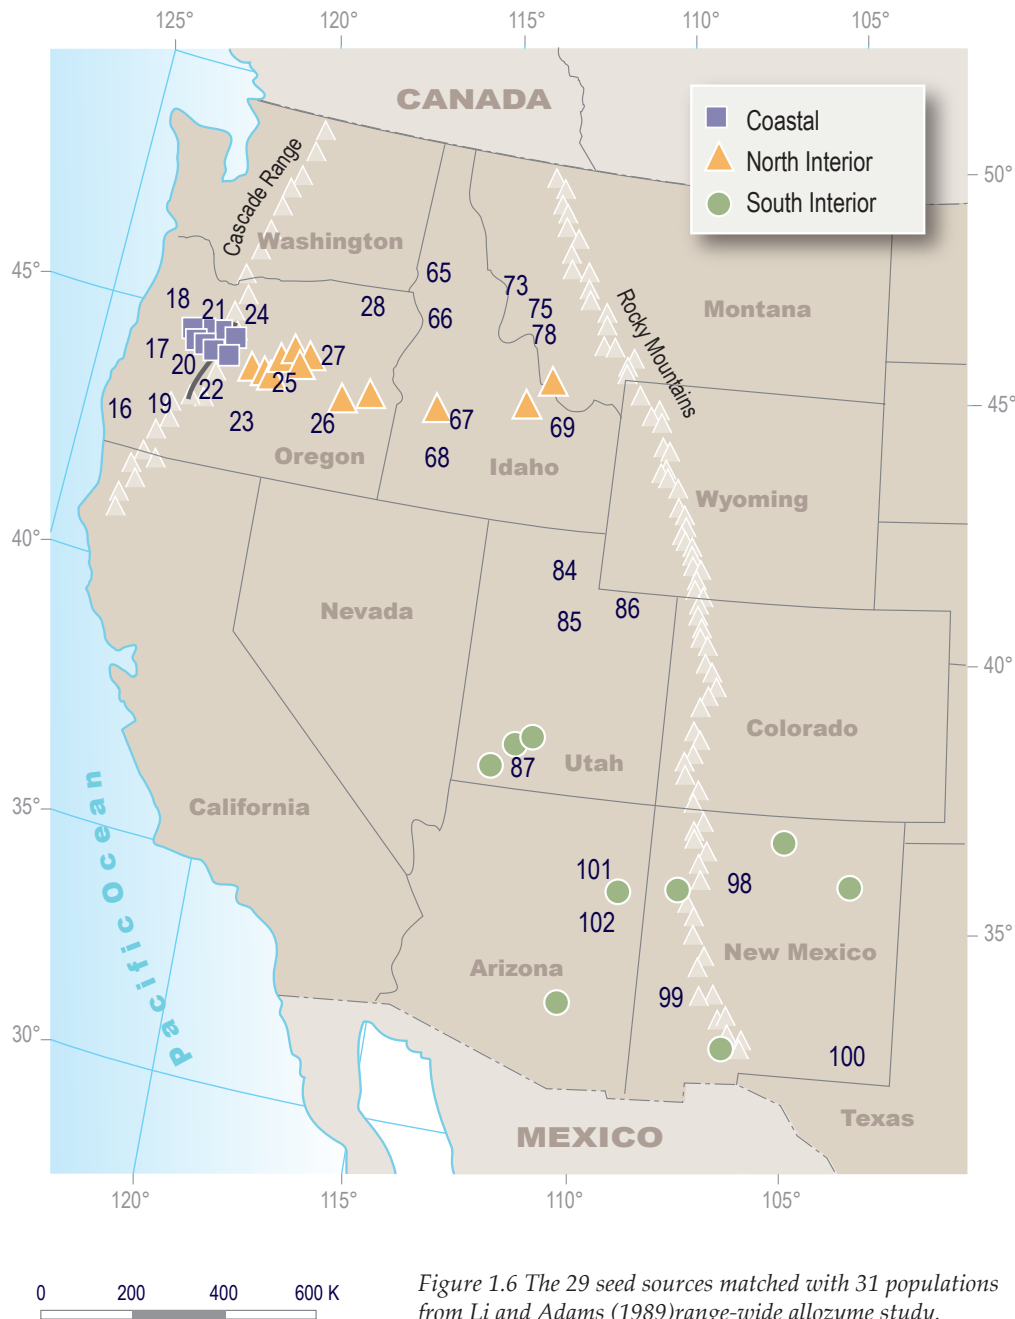 125°
120°
115°
110°
105°
CANADA
Coastal
North Interior
South Interior
Cascade Range
50°
Washington
45°
65
73
18
21
24
28
75
66
Rocky Mountains
Montana
78
17
20
27
25
22
16
19
23
26
67
69
45°
68
Oregon
Idaho
Wyoming
40°
84
86
85
Nevada
40°
Colorado
Utah
87
35°
California
Pacific Ocean
101
98
102
35°
New Mexico
Arizona
99
30°
100
Texas
MEXICO
120°
115°
110°
105°
0 200 400 600 K
Figure 1.6 The 29 seed sources matched with 31 populations
from Li and Adams (1989)range-wide allozyme study.